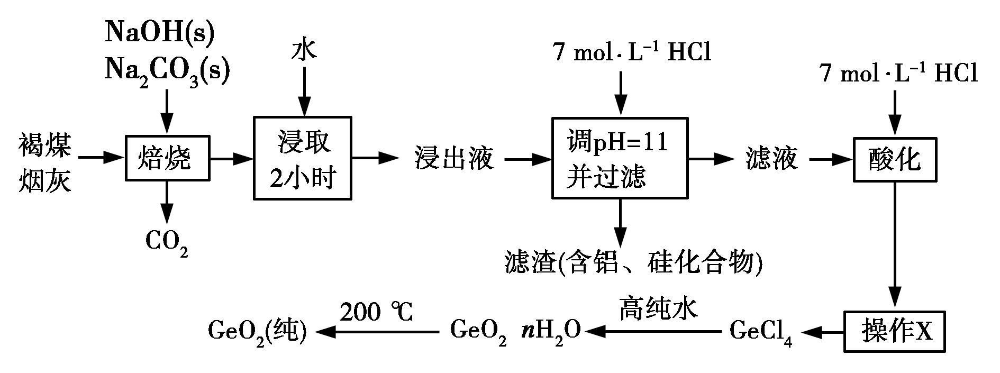 NaOH(s)
Na₂CO₃(s)
水
7 mol·L⁻¹ HCl
7 mol·L⁻¹ HCl
褐煤
烟灰
焙烧
浸取
2小时
浸出液
调pH=11
并过滤
滤液
酸化
CO₂
滤渣(含铝、硅化合物)
GeO₂(纯)
200 ℃
GeO₂ nH₂O
高纯水
GeCl₄
操作X